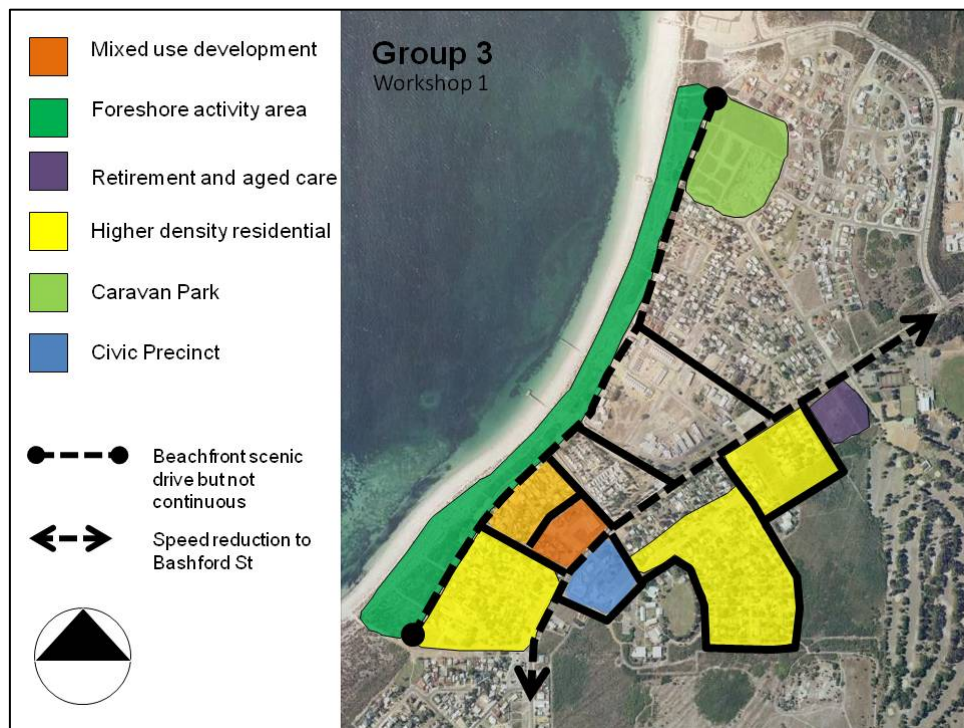 Group 3
Workshop 1
Mixed use development
Foreshore activity area
Retirement and aged care
Higher density residential
Caravan Park
Civic Precinct
Beachfront scenic
drive but not
continuous
Speed reduction to
Bashford St